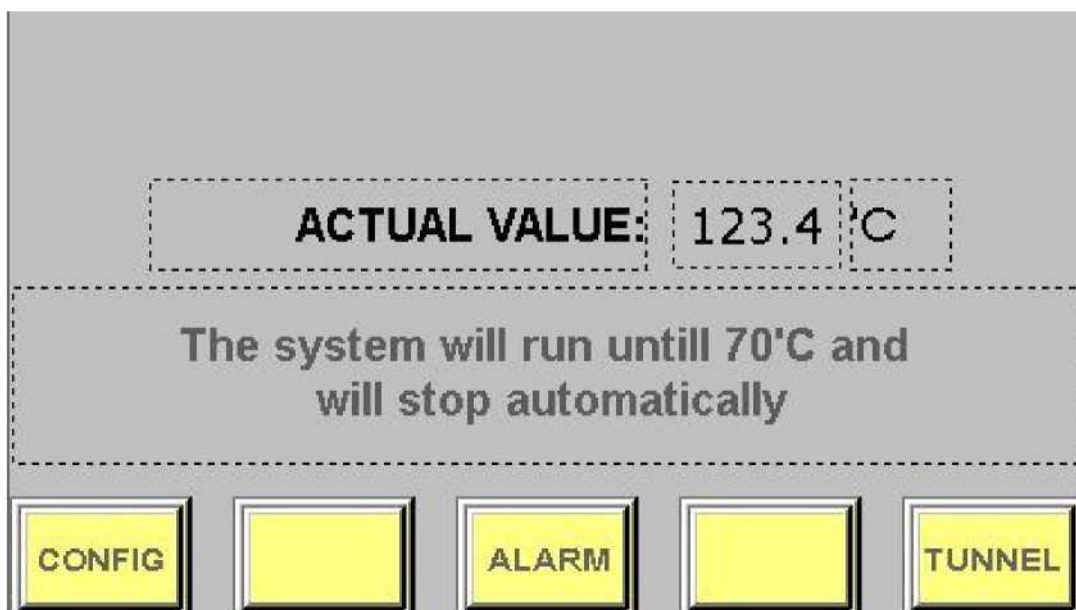 ACTUAL VALUE: 123.4 'C
The system will run untill 70'C and
will stop automatically
CONFIG ALARM TUNNEL